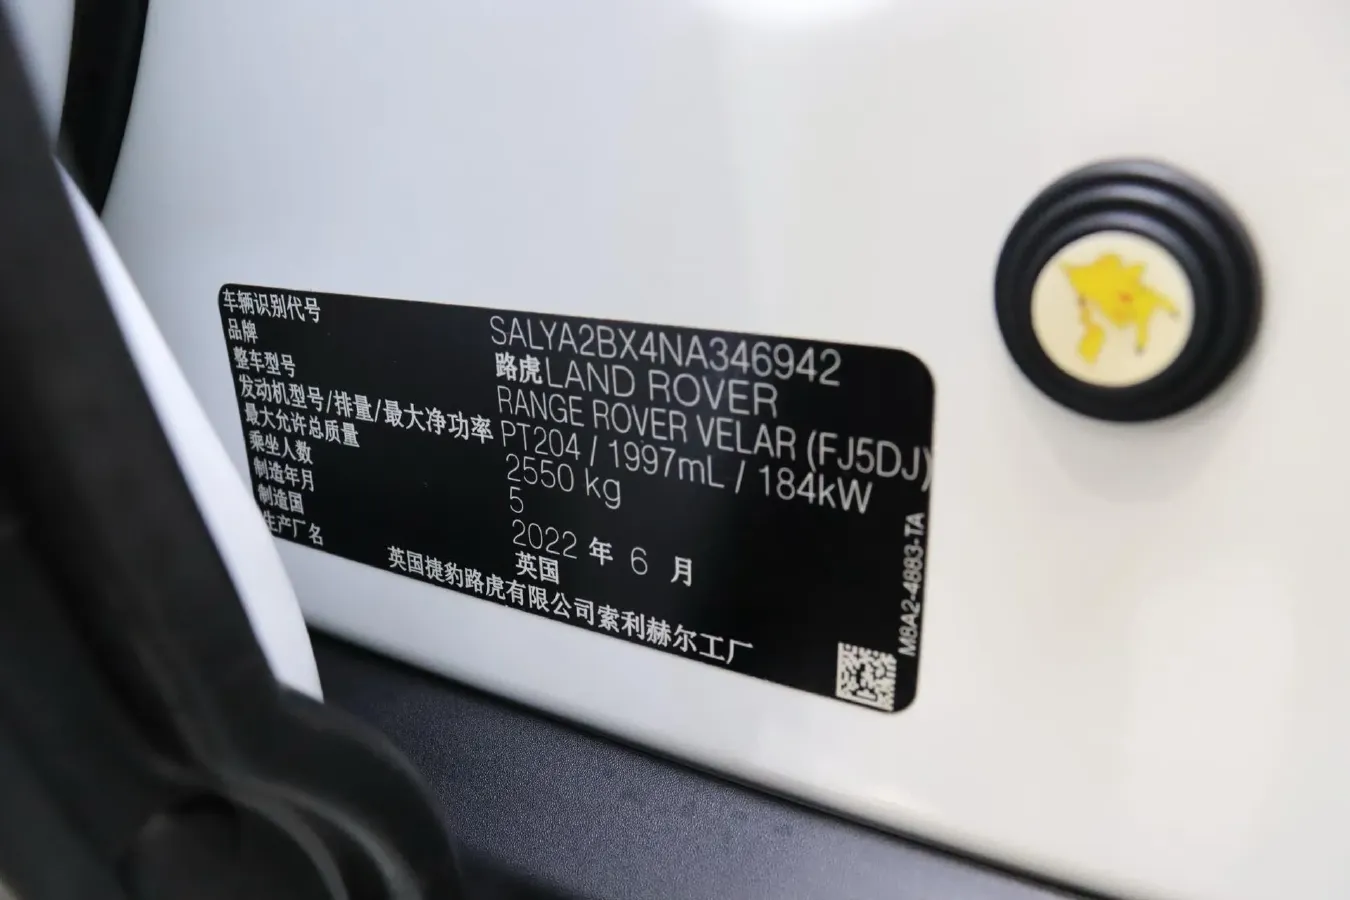 车辆识别代号 SALYA2BX4NA346942
品牌 路虎LAND ROVER
整车型号 RANGE ROVER VELAR (FJ5DJ)
发动机型号/排量/最大净功率 PT204 / 1997mL / 184kW
最大允许总质量 2550 kg
乘坐人数 5
制造年月 2022 年 6 月
制造国 英国
生产厂名 英国捷豹路虎有限公司索利赫尔工厂
M8A2-4883-TA